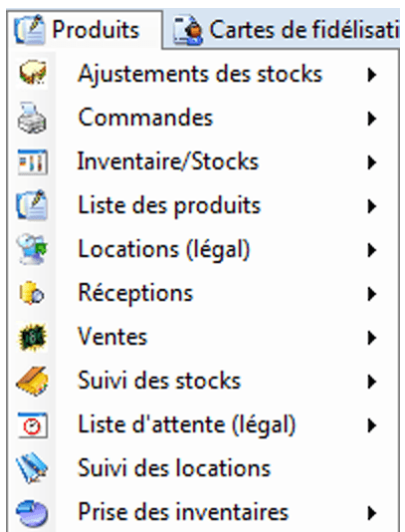 Produits Cartes de fidélisati
Ajustements des stocks
Commandes
Inventaire/Stocks
Liste des produits
Locations (légal)
Réceptions
Ventes
Suivi des stocks
Liste d'attente (légal)
Suivi des locations
Prise des inventaires